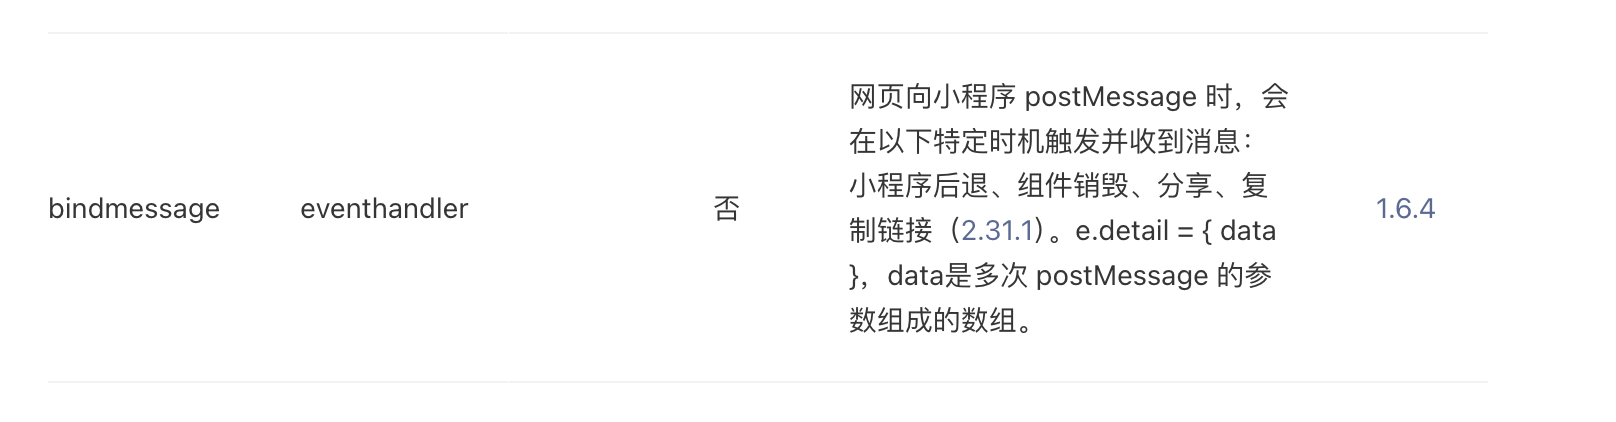 网页向小程序 postMessage 时，会
在以下特定时机触发并收到消息：
小程序后退、组件销毁、分享、复
bindmessage eventhandler 否 1.6.4
制链接（2.31.1）。e.detail = { data
}，data是多次 postMessage 的参
数组成的数组。